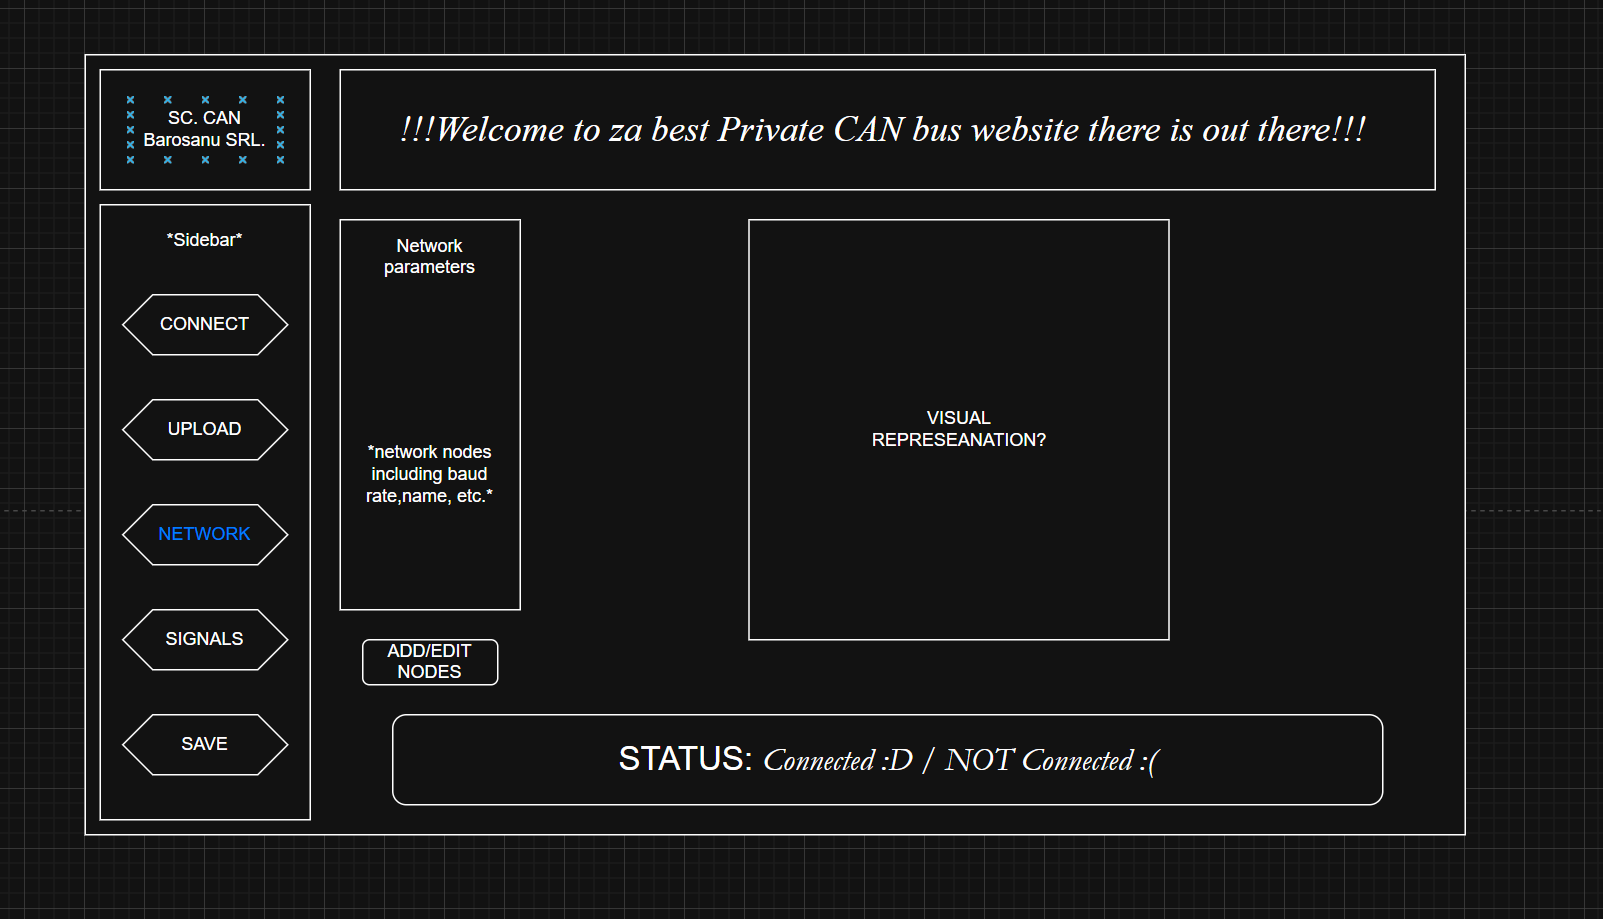 SC. CAN
Barosanu SRL.
!!!Welcome to za best Private CAN bus website there is out there!!!
*Sidebar*
CONNECT
UPLOAD
NETWORK
SIGNALS
SAVE
Network
parameters
*network nodes
including baud
rate,name, etc.*
ADD/EDIT
NODES
VISUAL
REPRESEANATION?
STATUS: Connected :D / NOT Connected :(